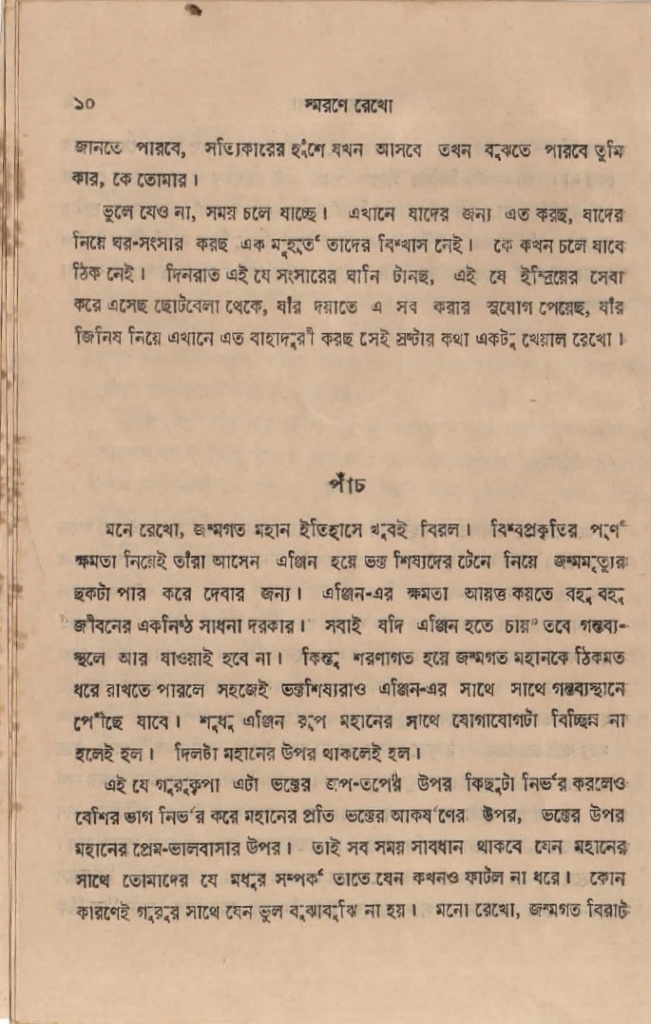 ১০ স্মরণে রেখো
জানতে পারবে, সত্যিকারের হুঁশে যখন আসবে তখন বুঝতে পারবে তুমি
কার, কে তোমার।
ভুলে যেও না, সময় চলে যাচ্ছে। এখানে যাদের জন্য এত করছ, যাদের
নিয়ে ঘর-সংসার করছ এক মুহূর্ত তাদের বিশ্বাস নেই। কে কখন চলে যাবে
ঠিক নেই। দিনরাত এই যে সংসারের ঘানি টানছ, এই যে ইন্দ্রিয়ের সেবা
করে এসেছ ছোটবেলা থেকে, যাঁর দয়াতে এ সব করার সুযোগ পেয়েছ, যাঁর
জিনিষ নিয়ে এখানে এত বাহাদুরী করছ সেই স্রষ্টার কথা একটু খেয়াল রেখো।
পাঁচ
মনে রেখো, জন্মগত মহান ইতিহাসে খুবই বিরল। বিশ্বপ্রকৃতির পূর্ণ
ক্ষমতা নিয়েই তাঁরা আসেন এঞ্জিন হয়ে ভক্ত শিষ্যদের টেনে নিয়ে জন্মমৃত্যুর
ছকটা পার করে দেবার জন্য। এঞ্জিন-এর ক্ষমতা আয়ত্ত করতে বহু বহু
জীবনের একনিষ্ঠ সাধনা দরকার। সবাই যদি এঞ্জিন হতে চায় তবে গন্তব্য-
স্থলে আর যাওয়াই হবে না। কিন্তু শরণাগত হয়ে জন্মগত মহানকে ঠিকমত
ধরে রাখতে পারলে সহজেই ভক্তশিষ্যরাও এঞ্জিন-এর সাথে সাথে গন্তব্যস্থানে
পৌঁছে যাবে। শুধু এঞ্জিন রূপ মহানের সাথে যোগাযোগটা বিচ্ছিন্ন না
হলেই হল। দিলটা মহানের উপর থাকলেই হল।
এই যে গুরুকৃপা এটা ভক্তের জপ-তপের উপর কিছুটা নির্ভর করলেও
বেশির ভাগ নির্ভর করে মহানের প্রতি ভক্তের আকর্ষণের উপর, ভক্তের উপর
মহানের প্রেম-ভালবাসার উপর। তাই সব সময় সাবধান থাকবে যেন মহানের
সাথে তোমাদের যে মধুর সম্পর্ক তাতে যেন কখনও ফাটল না ধরে। কোন
কারণেই গুরুর সাথে যেন ভুল বুঝাবুঝি না হয়। মনো রেখো, জন্মগত বিরাট